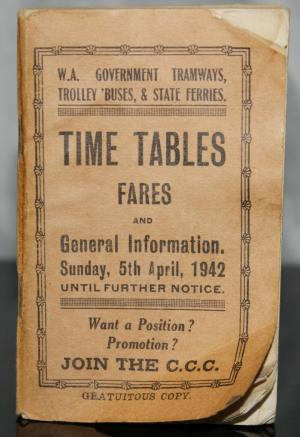 W.A. GOVERNMENT TRAMWAYS,
TROLLEY 'BUSES, & STATE FERRIES.
TIME TABLES
FARES
AND
General Information.
Sunday, 5th April, 1942
UNTIL FURTHER NOTICE.
Want a Position?
Promotion?
JOIN THE C.C.C.
GRATUITOUS COPY.